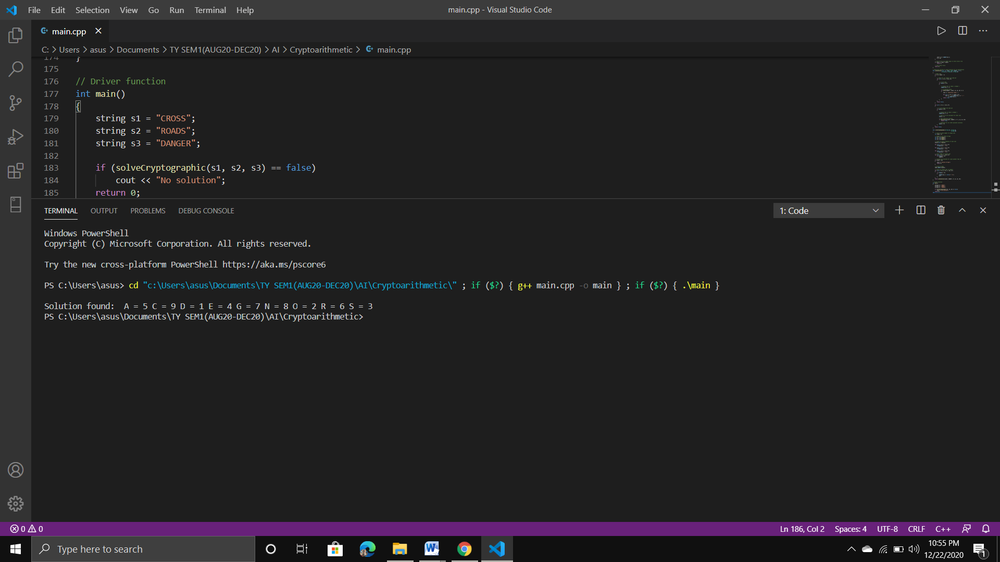 File Edit Selection View Go Run Terminal Help
main.cpp - Visual Studio Code
main.cpp
C: > Users > asus > Documents > TY SEM1(AUG20-DEC20) > AI > Cryptoarithmetic > main.cpp
174 }
175
176 // Driver function
177 int main()
178 {
179 string s1 = "CROSS";
180 string s2 = "ROADS";
181 string s3 = "DANGER";
182
183 if (solveCryptographic(s1, s2, s3) == false)
184 cout << "No solution";
185 return 0;
TERMINAL OUTPUT PROBLEMS DEBUG CONSOLE
1: Code
Windows PowerShell
Copyright (C) Microsoft Corporation. All rights reserved.
Try the new cross-platform PowerShell https://aka.ms/pscore6
PS C:\Users\asus> cd "c:\Users\asus\Documents\TY SEM1(AUG20-DEC20)\AI\Cryptoarithmetic\" ; if ($?) { g++ main.cpp -o main } ; if ($?) { .\main }
Solution found:  A = 5 C = 9 D = 1 E = 4 G = 7 N = 8 O = 2 R = 6 S = 3
PS C:\Users\asus\Documents\TY SEM1(AUG20-DEC20)\AI\Cryptoarithmetic>
0 0
Ln 186, Col 2 Spaces: 4 UTF-8 CRLF C++
Type here to search
10:55 PM
12/22/2020
1